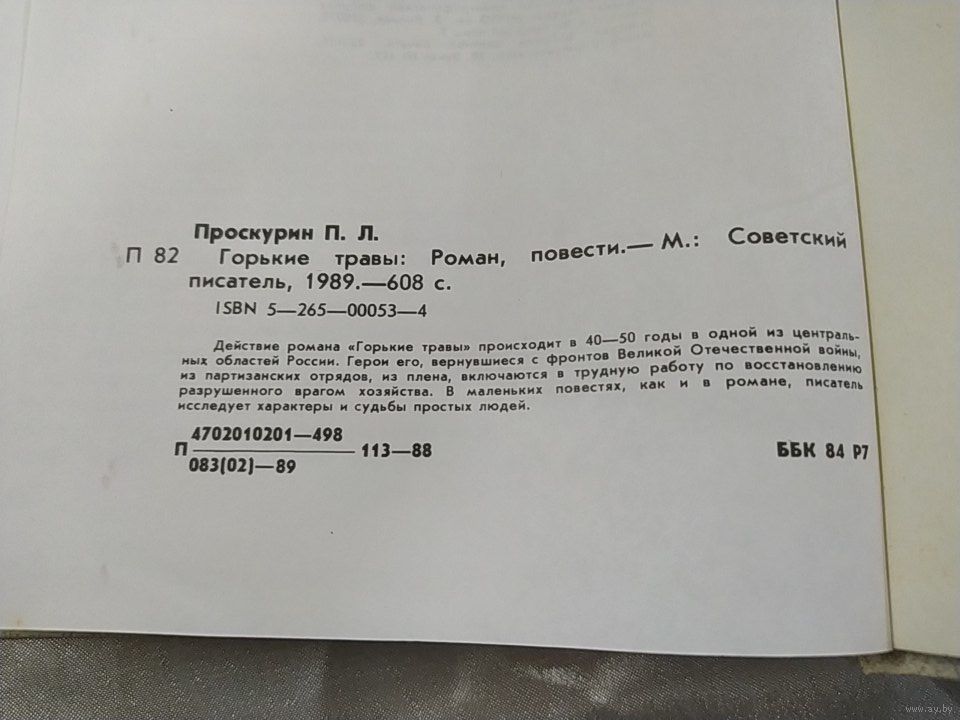 Проскурин П. Л.
П 82 Горькие травы: Роман, повести.— М.: Советский
писатель, 1989.—608 с.
ISBN 5—265—00053—4
Действие романа «Горькие травы» происходит в 40—50 годы в одной из централь-
ных областей России. Герои его, вернувшиеся с фронтов Великой Отечественной войны,
из партизанских отрядов, из плена, включаются в трудную работу по восстановлению
разрушенного врагом хозяйства. В маленьких повестях, как и в романе, писатель
исследует характеры и судьбы простых людей.
4702010201—498
П 113—88
083(02)—89
ББК 84 Р7
www.ay.by